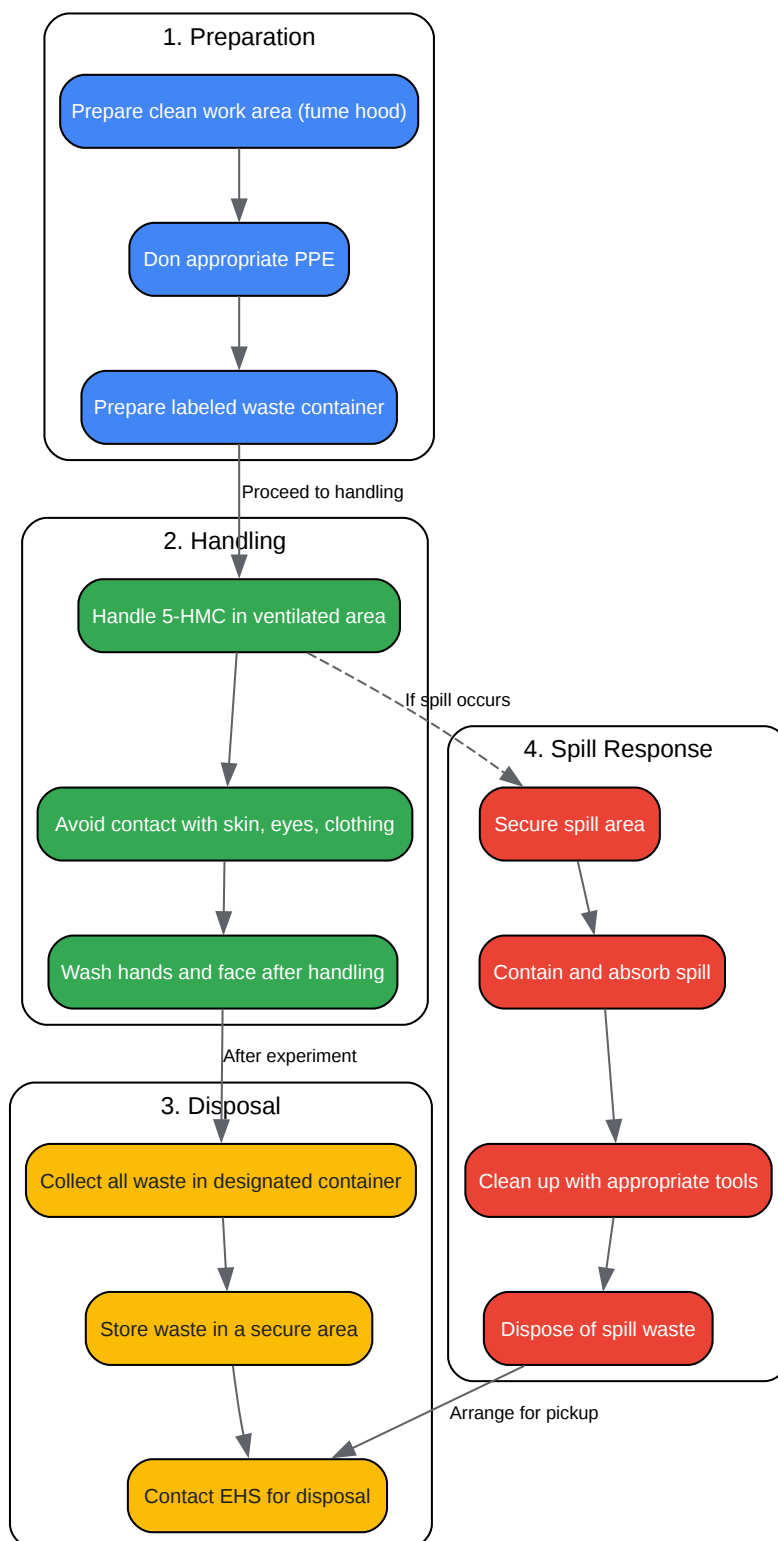 1. Preparation
Prepare clean work area (fume hood)
Don appropriate PPE
Prepare labeled waste container
Proceed to handling
2. Handling
Handle 5-HMC in ventilated area
If spill occurs
4. Spill Response
Avoid contact with skin, eyes, clothing
Secure spill area
Wash hands and face after handling
Contain and absorb spill
After experiment
3. Disposal
Collect all waste in designated container
Clean up with appropriate tools
Store waste in a secure area
Dispose of spill waste
Arrange for pickup
Contact EHS for disposal